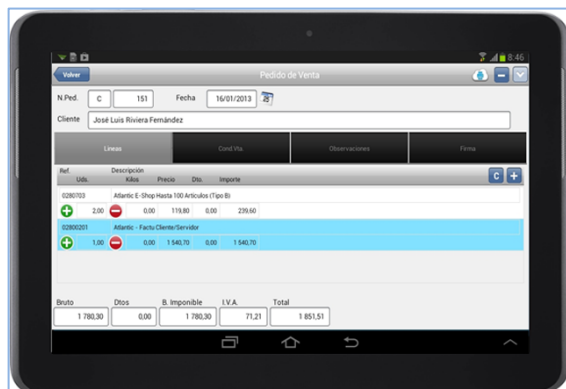 8:46
Volver
Pedido de Venta
N.Ped. C 151 Fecha 16/01/2013
Cliente José Luis Riviera Fernández
Líneas Cond.Vta. Observaciones Firma
Ref. Descripción
Uds. Kilos Precio Dto. Importe
C
0280703 Atlantic E-Shop Hasta 100 Artículos (Tipo B)
2,00 0,00 119,80 0,00 239,60
02800201 Atlantic - Factu Cliente/Servidor
1,00 0,00 1 540,70 0,00 1 540,70
Bruto Dtos B. Imponible I.V.A. Total
1 780,30 0,00 1 780,30 71,21 1 851,51